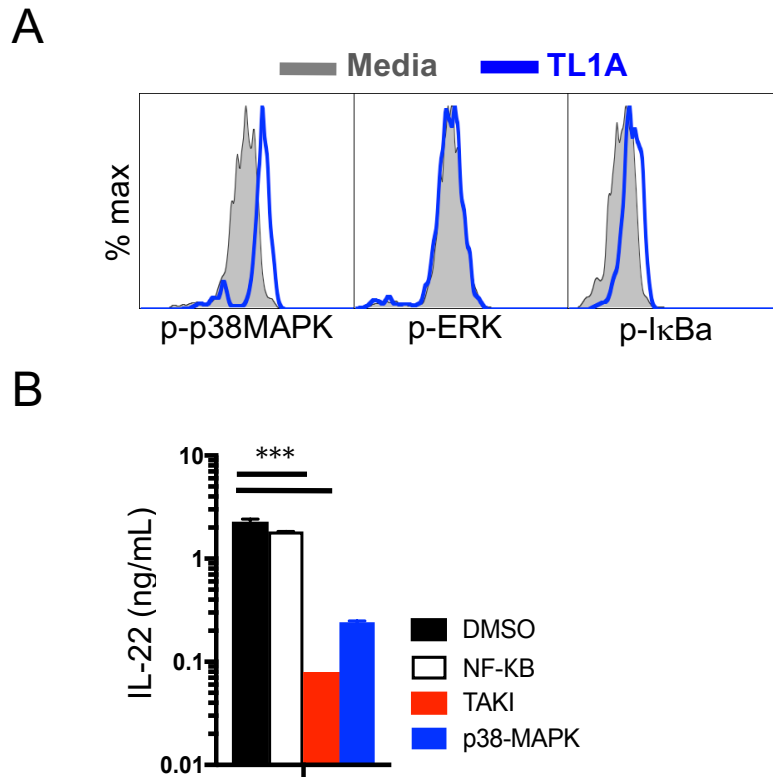 A
Media TL1A
% max
p-p38MAPK p-ERK p-IκBa
B
***
10
1
0.1
0.01
IL-22 (ng/mL)
DMSO
NF-KB
TAKI
p38-MAPK